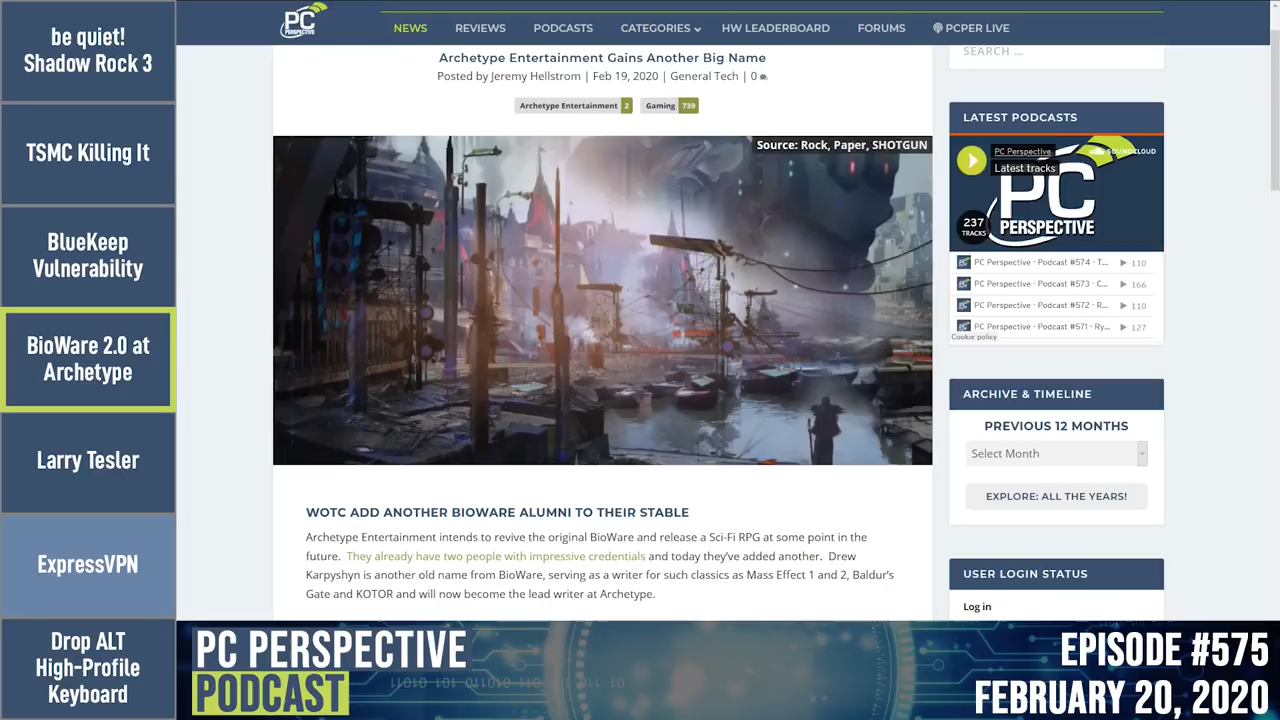 be quiet!
Shadow Rock 3
TSMC Killing It
BlueKeep
Vulnerability
BioWare 2.0 at
Archetype
Larry Tesler
ExpressVPN
Drop ALT
High-Profile
Keyboard
PC
PERSPECTIVE
NEWS
REVIEWS
PODCASTS
CATEGORIES
HW LEADERBOARD
FORUMS
PCPER LIVE
Archetype Entertainment Gains Another Big Name
Posted by Jeremy Hellstrom | Feb 19, 2020 | General Tech | 0
Archetype Entertainment 2
Gaming 739
Source: Rock, Paper, SHOTGUN
WOTC ADD ANOTHER BIOWARE ALUMNI TO THEIR STABLE
Archetype Entertainment intends to revive the original BioWare and release a Sci-Fi RPG at some point in the
future. They already have two people with impressive credentials and today they’ve added another. Drew
Karpyshyn is another old name from BioWare, serving as a writer for such classics as Mass Effect 1 and 2, Baldur’s
Gate and KOTOR and will now become the lead writer at Archetype.
SEARCH …
LATEST PODCASTS
PC Perspective
SOUNDCLOUD
Latest tracks
PC
PERSPECTIVE
237
TRACKS
PC Perspective - Podcast #574 - T... 110
PC Perspective - Podcast #573 - C... 166
PC Perspective - Podcast #572 - R... 110
PC Perspective - Podcast #571 - Ry... 127
Cookie policy
ARCHIVE & TIMELINE
PREVIOUS 12 MONTHS
Select Month
EXPLORE: ALL THE YEARS!
USER LOGIN STATUS
Log in
PC PERSPECTIVE
PODCAST
EPISODE #575
FEBRUARY 20, 2020